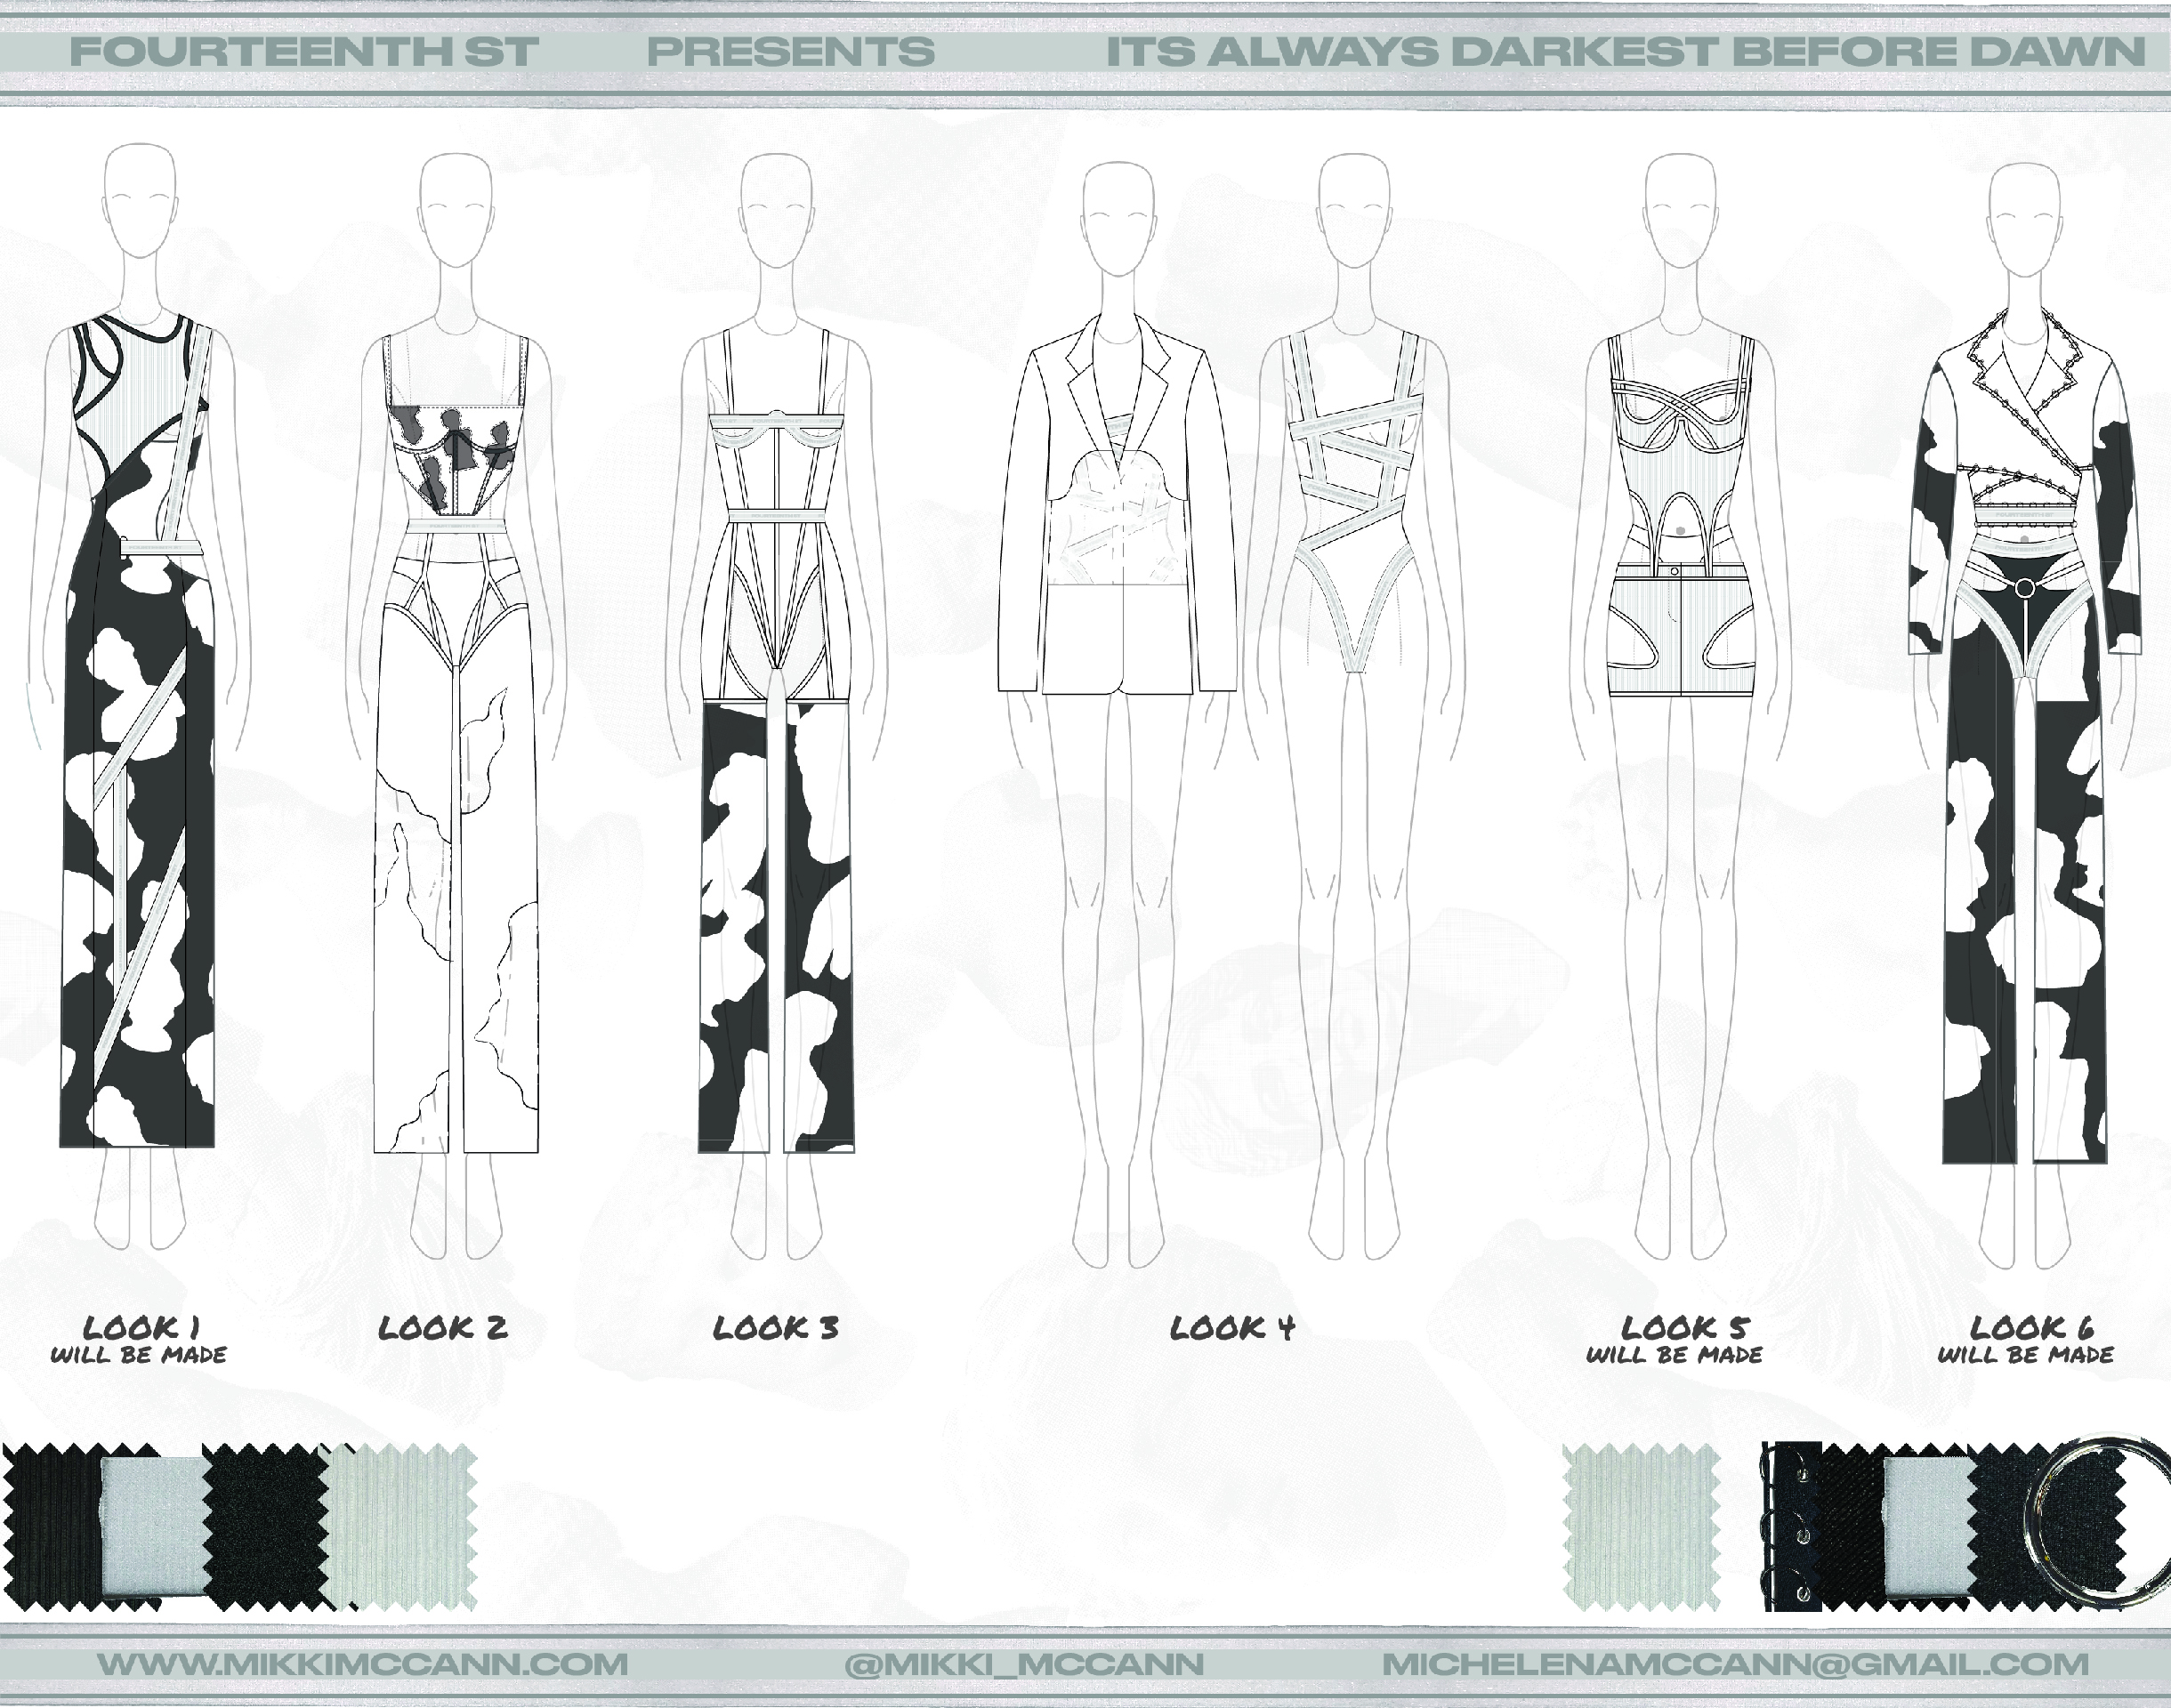 FOURTEENTH ST PRESENTS ITS ALWAYS DARKEST BEFORE DAWN
LOOK 1
WILL BE MADE
LOOK 2
LOOK 3
LOOK 4
LOOK 5
WILL BE MADE
LOOK 6
WILL BE MADE
WWW.MIKKIMCCANN.COM @MIKKI_MCCANN MICHELENAMCCANN@GMAIL.COM